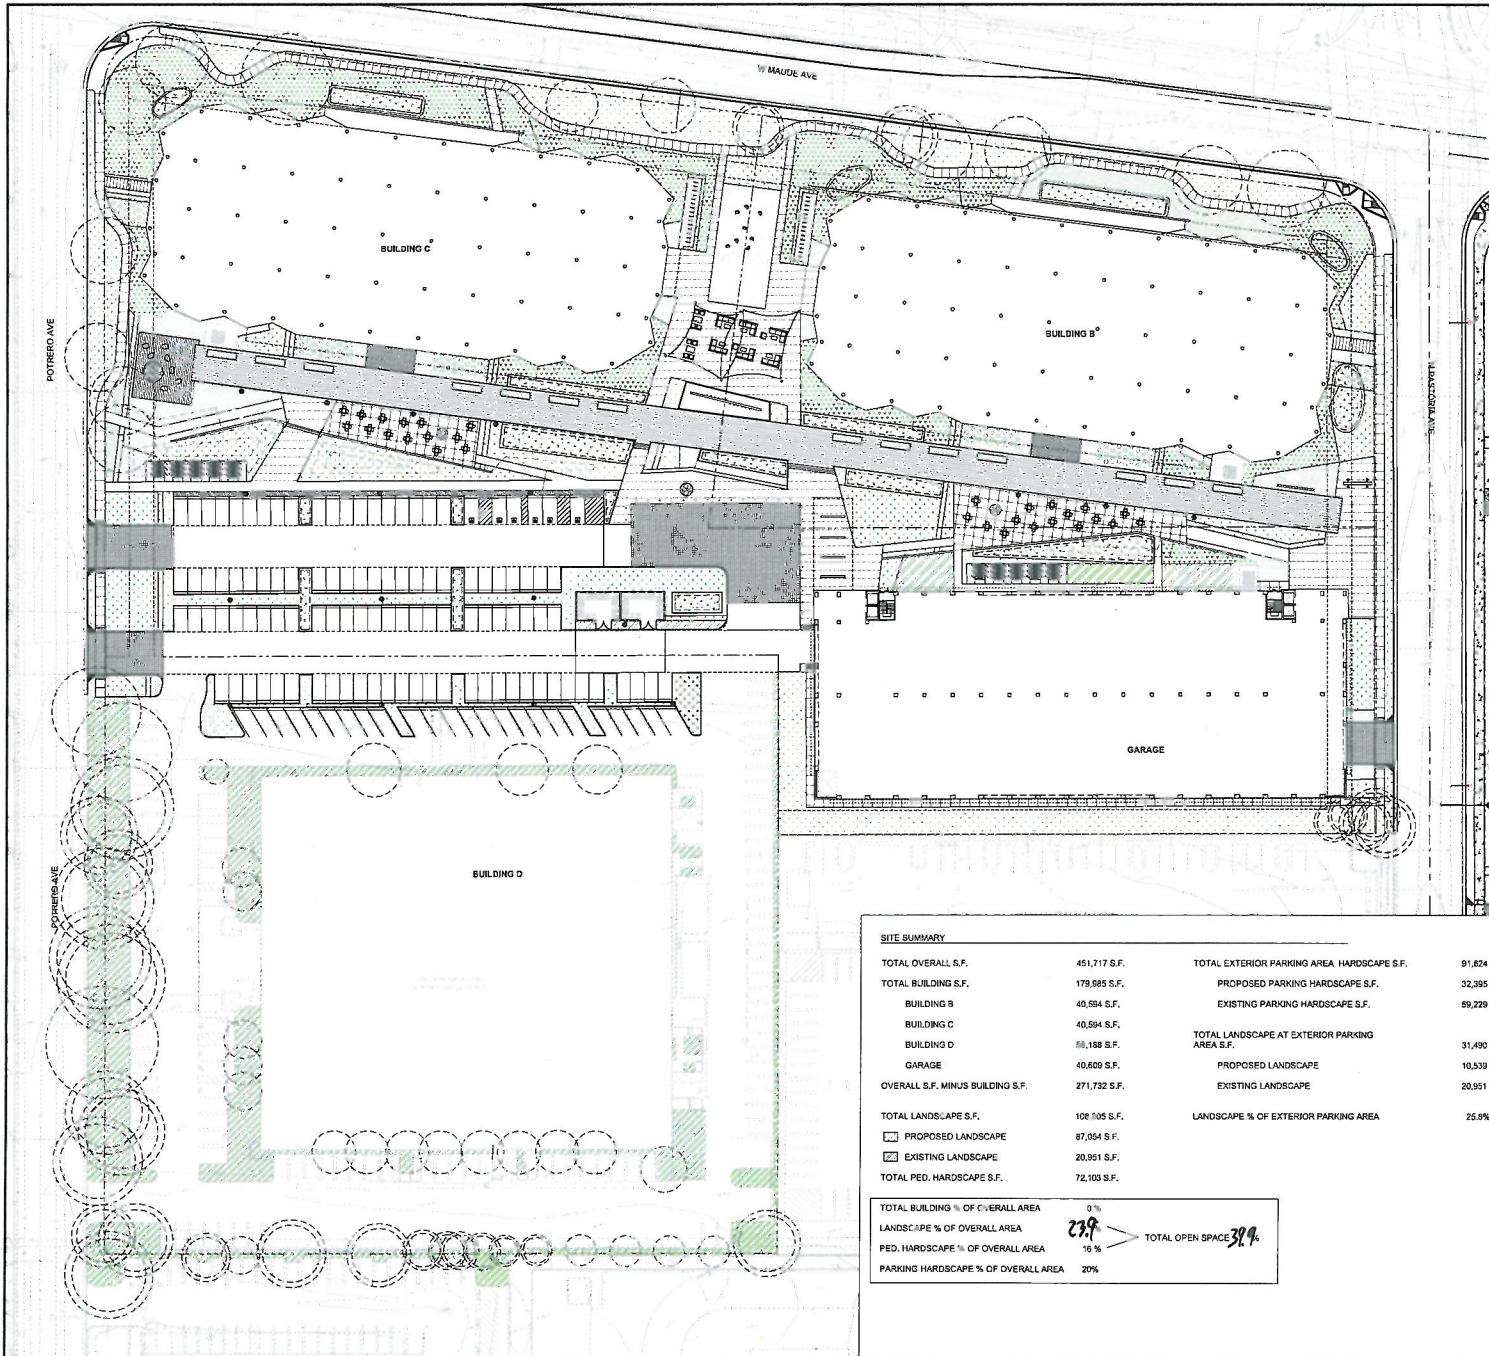 W MAUDE AVE
BUILDING C
BUILDING B
POTRERO AVE
N PASTORIA AVE
GARAGE
BUILDING D
POTRERO AVE
SITE SUMMARY
TOTAL OVERALL S.F. 451,717 S.F.
TOTAL BUILDING S.F. 179,985 S.F.
BUILDING B 40,594 S.F.
BUILDING C 40,594 S.F.
BUILDING D ,188 S.F.
GARAGE 40,609 S.F.
OVERALL S.F. MINUS BUILDING S.F. 271,732 S.F.
TOTAL LANDSCAPE S.F. S.F.
PROPOSED LANDSCAPE 87,054 S.F.
EXISTING LANDSCAPE 20,951 S.F.
TOTAL PED. HARDSCAPE S.F. 72,103 S.F.
TOTAL EXTERIOR PARKING AREA HARDSCAPE S.F. 91,624
PROPOSED PARKING HARDSCAPE S.F. 32,395
EXISTING PARKING HARDSCAPE S.F. 59,229
TOTAL LANDSCAPE AT EXTERIOR PARKING
AREA S.F. 31,490
PROPOSED LANDSCAPE 10,539
EXISTING LANDSCAPE 20,951
LANDSCAPE % OF EXTERIOR PARKING AREA
TOTAL BUILDING % OF OVERALL AREA 0 %
LANDSCAPE % OF OVERALL AREA 23.9
PED. HARDSCAPE % OF OVERALL AREA 16 %
TOTAL OPEN SPACE 39.9%
PARKING HARDSCAPE % OF OVERALL AREA 20%